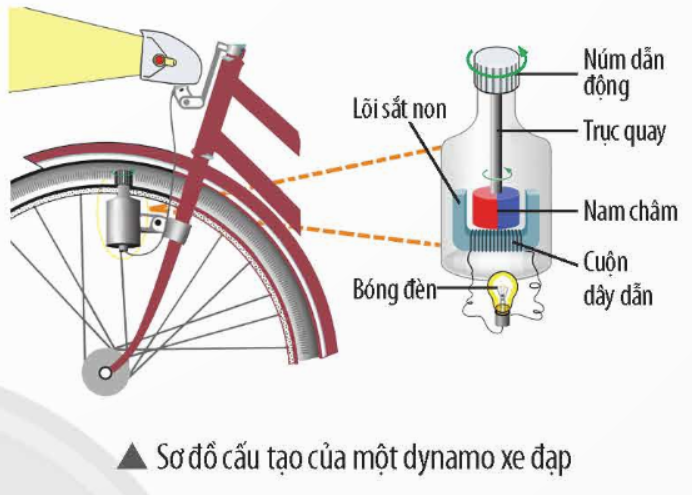 Núm dẫn
động
Lõi sắt non
Trục quay
Nam châm
Cuộn
dây dẫn
Bóng đèn
▲ Sơ đồ cấu tạo của một dynamo xe đạp